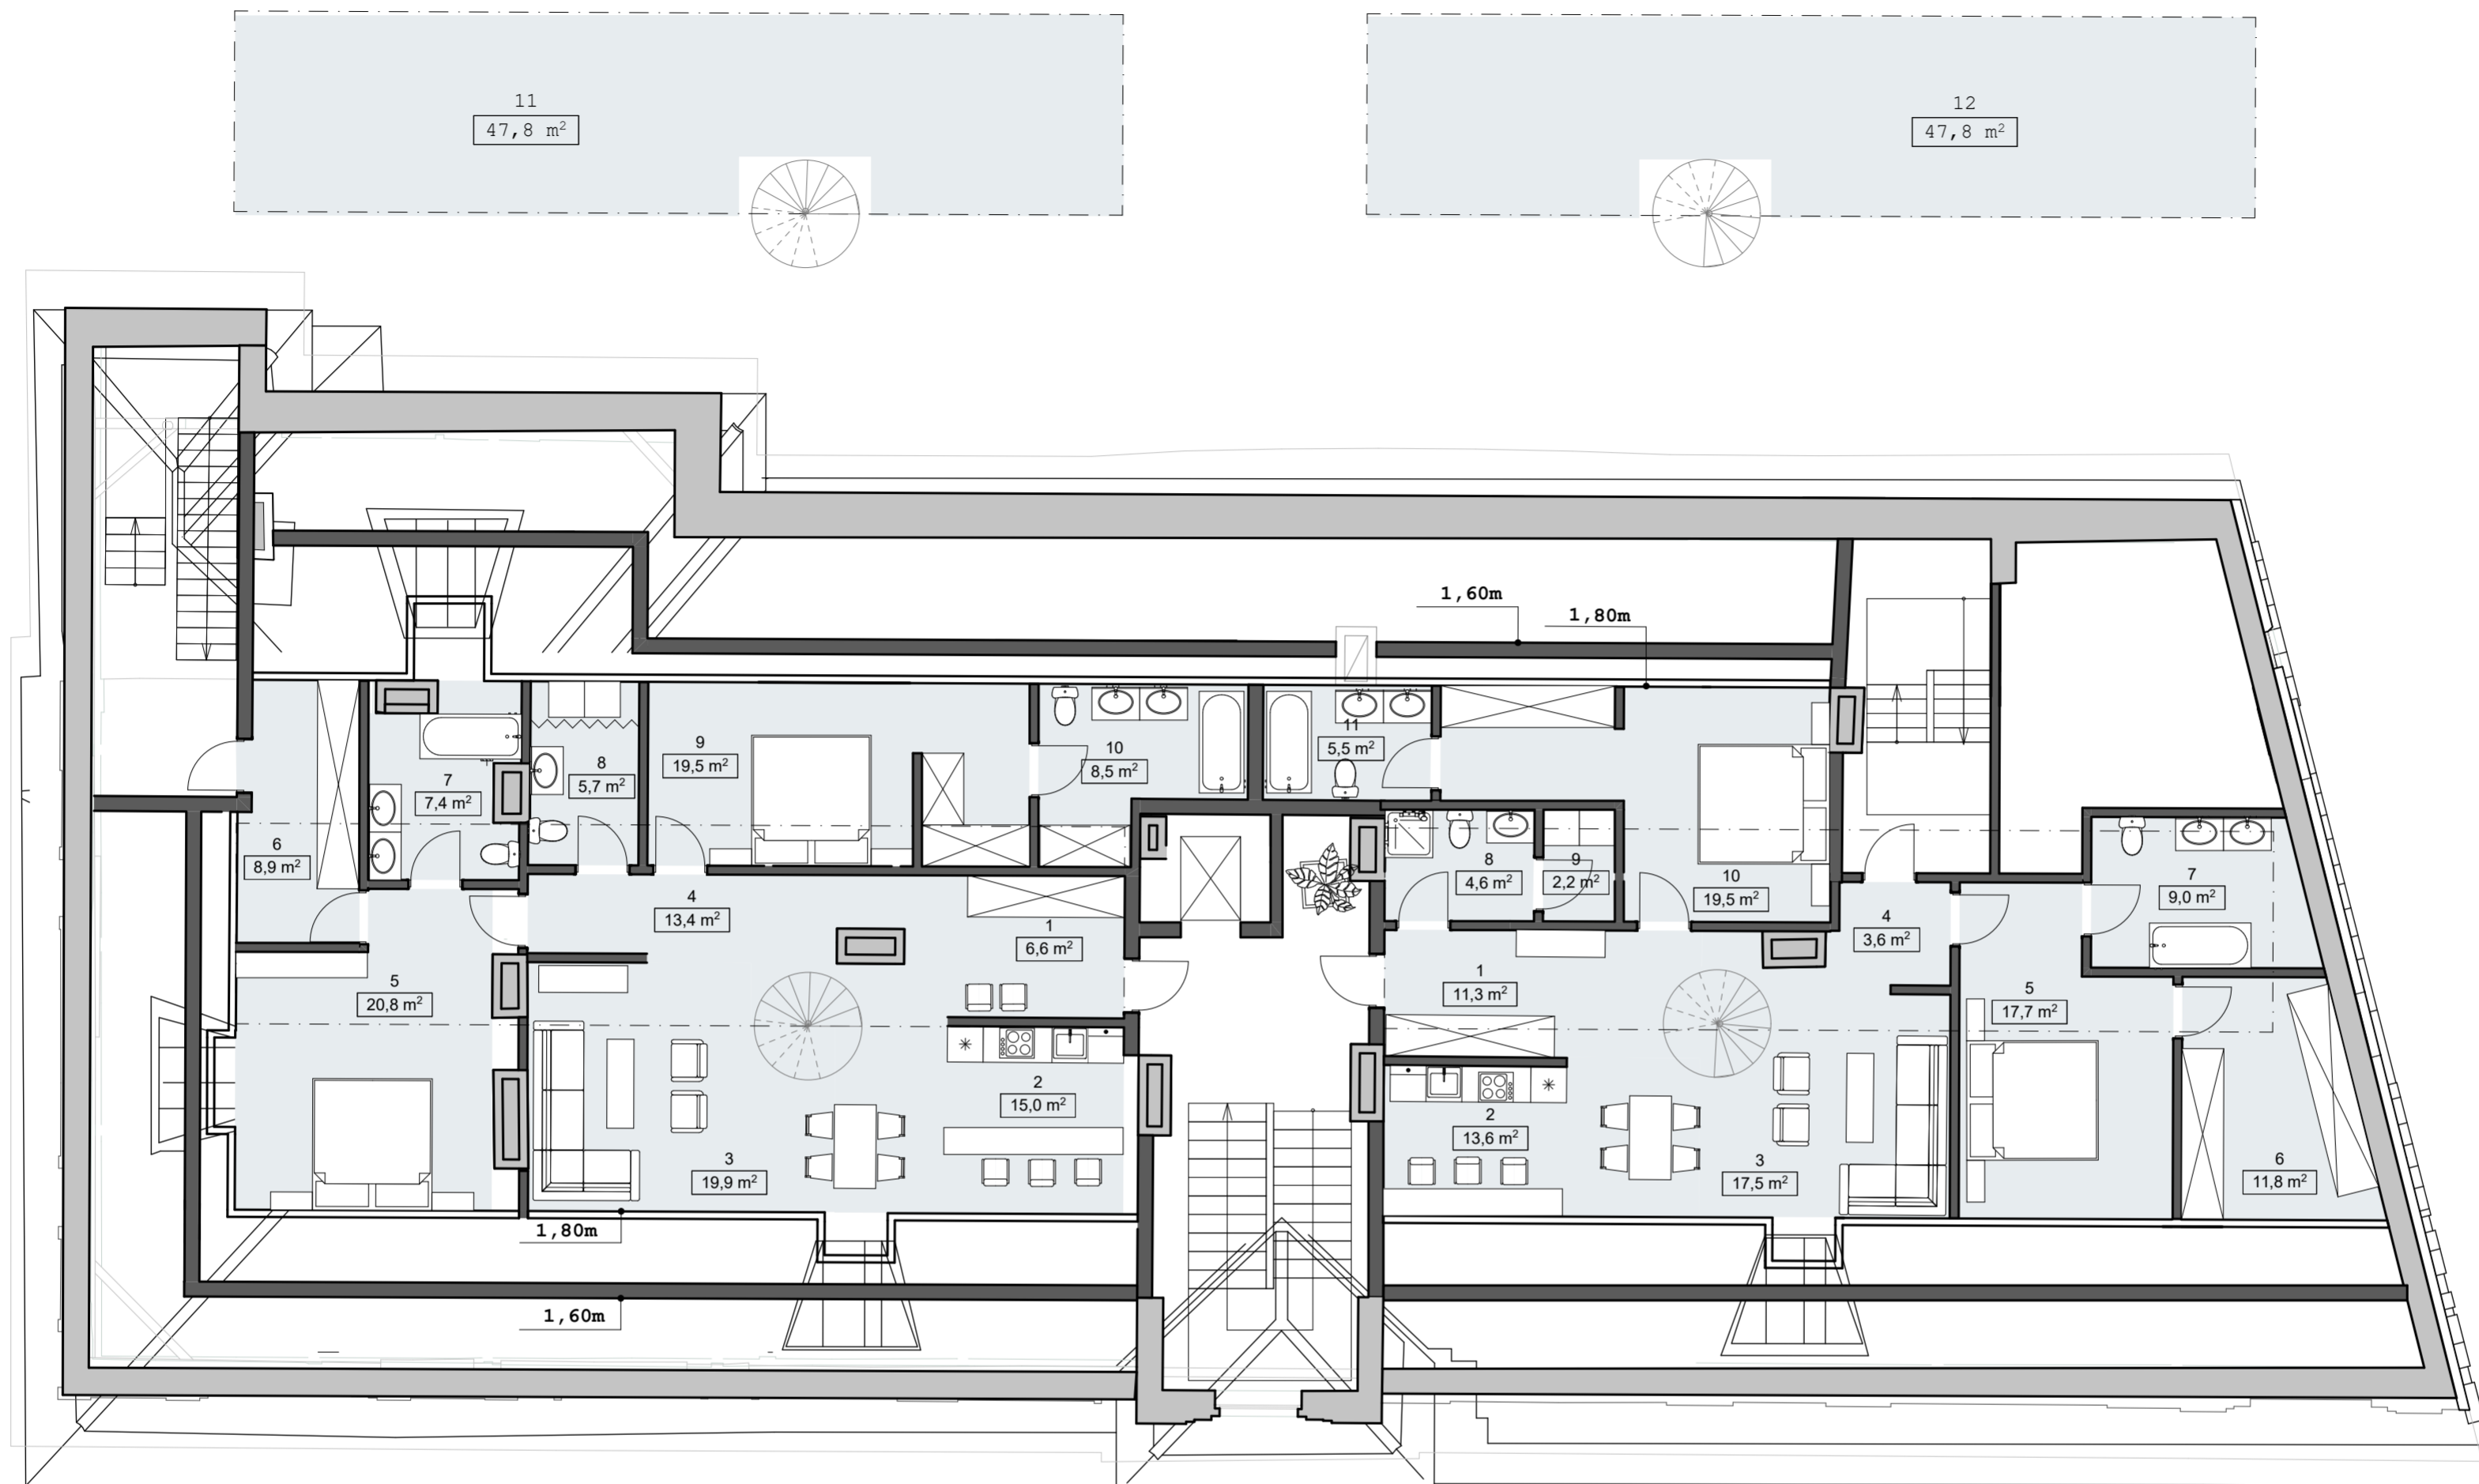 11
47,8 m²
12
47,8 m²
1,60m
1,80m
9
19,5 m²
10
8,5 m²
11
5,5 m²
8
5,7 m²
7
7,4 m²
6
8,9 m²
4
13,4 m²
1
6,6 m²
5
20,8 m²
2
15,0 m²
3
19,9 m²
1,80m
1,60m
8
4,6 m²
9
2,2 m²
10
19,5 m²
7
9,0 m²
4
3,6 m²
1
11,3 m²
5
17,7 m²
2
13,6 m²
3
17,5 m²
6
11,8 m²